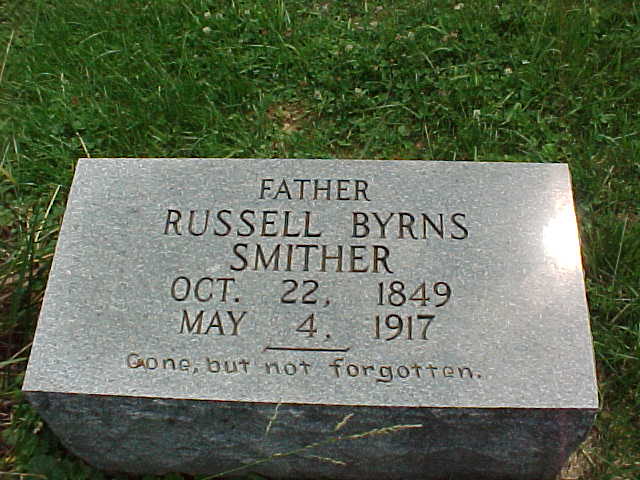 FATHER
RUSSELL BYRNS
SMITHER
OCT. 22, 1849
MAY 4, 1917
Gone, but not forgotten.